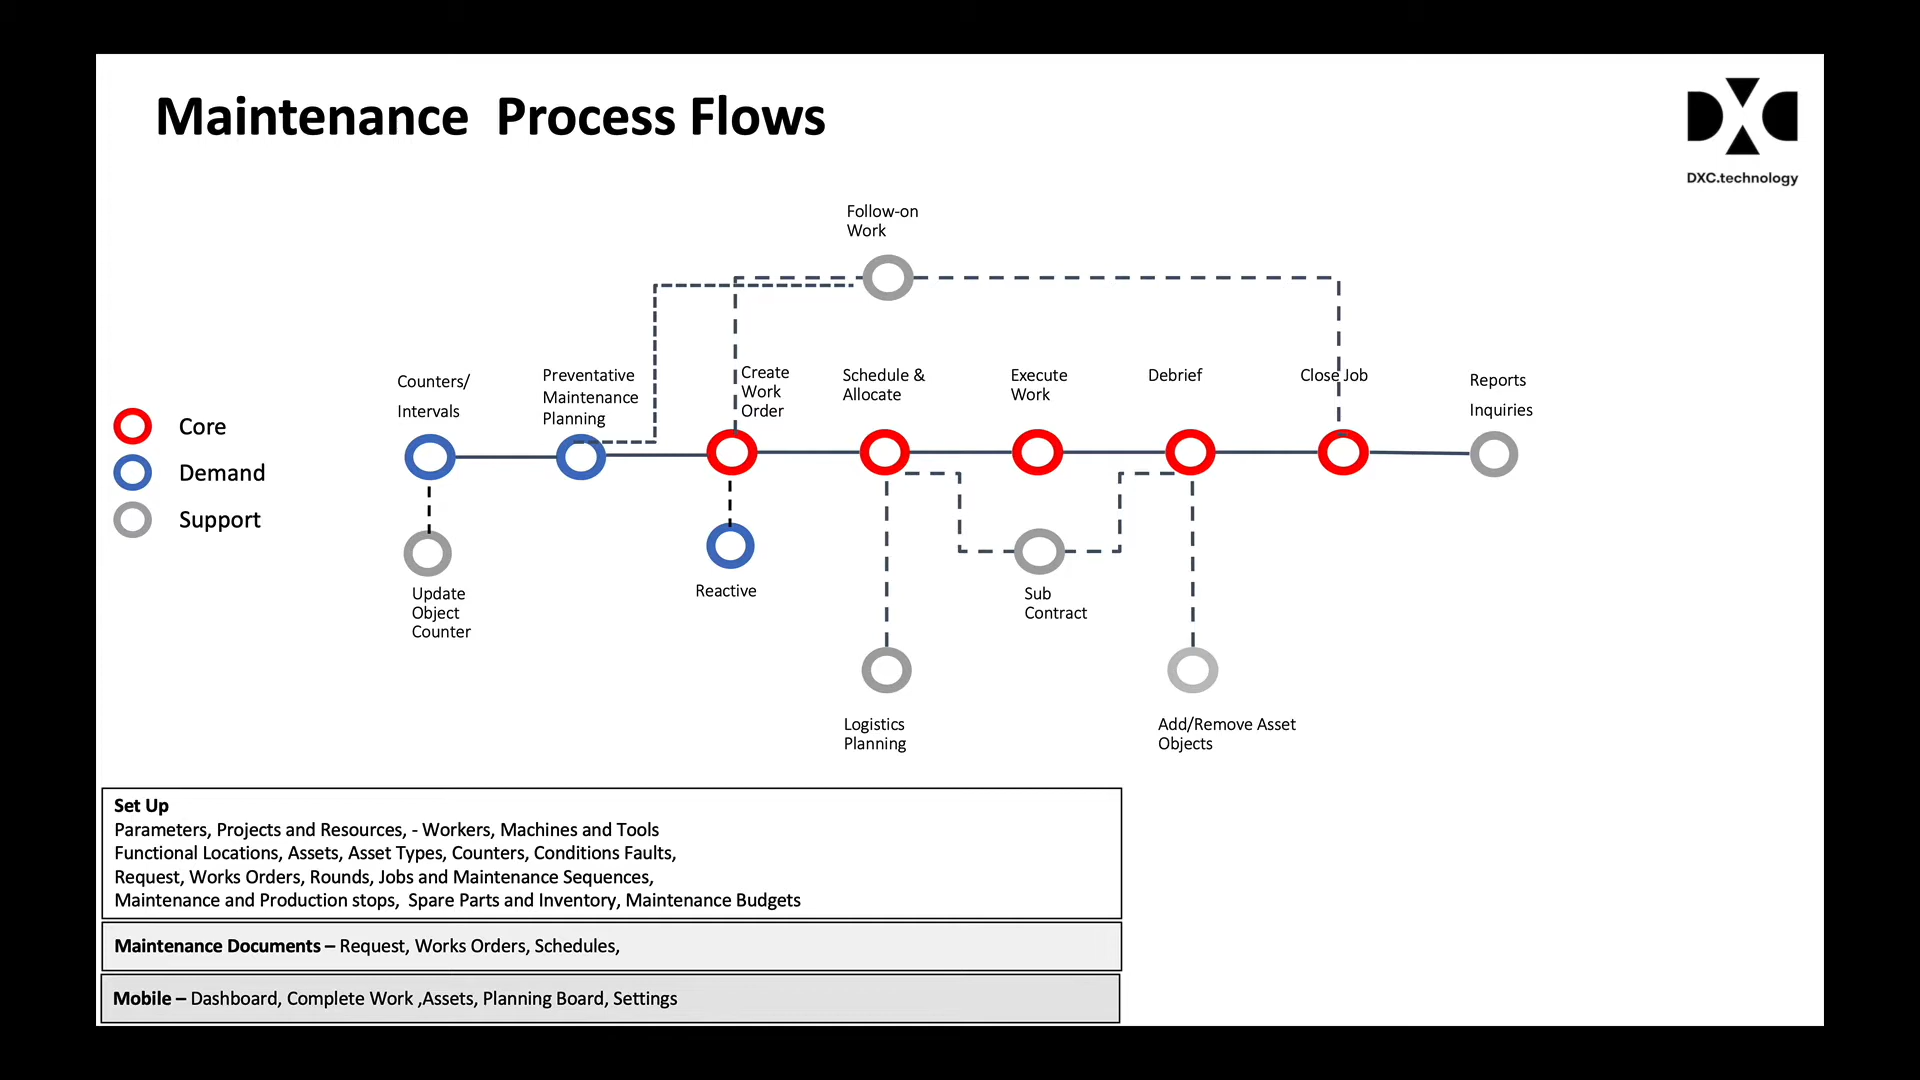 Maintenance  Process Flows
DXC.technology
Follow-on
Work
Counters/
Intervals
Preventative
Maintenance
Planning
Create
Work
Order
Schedule &
Allocate
Execute
Work
Debrief
Close Job
Reports
Inquiries
Core
Demand
Support
Update
Object
Counter
Reactive
Sub
Contract
Logistics
Planning
Add/Remove Asset
Objects
Set Up
Parameters, Projects and Resources, - Workers, Machines and Tools
Functional Locations, Assets, Asset Types, Counters, Conditions Faults,
Request, Works Orders, Rounds, Jobs and Maintenance Sequences,
Maintenance and Production stops,  Spare Parts and Inventory, Maintenance Budgets
Maintenance Documents – Request, Works Orders, Schedules,
Mobile – Dashboard, Complete Work ,Assets, Planning Board, Settings